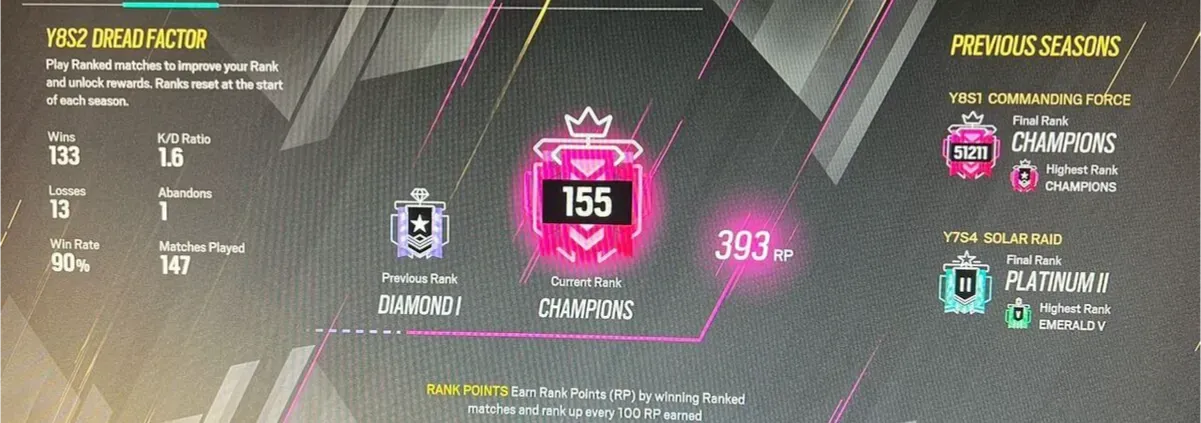 Y8S2 DREAD FACTOR
Play Ranked matches to improve your Rank
and unlock rewards. Ranks reset at the start
of each season.
Wins
133
K/D Ratio
1.6
Losses
13
Abandons
1
Win Rate
90%
Matches Played
147
Previous Rank
DIAMOND I
155
Current Rank
CHAMPIONS
393 RP
RANK POINTS Earn Rank Points (RP) by winning Ranked
matches and rank up every 100 RP earned
PREVIOUS SEASONS
Y8S1 COMMANDING FORCE
51211
Final Rank
CHAMPIONS
Highest Rank
CHAMPIONS
Y7S4 SOLAR RAID
II
Final Rank
PLATINUM II
V
Highest Rank
EMERALD V